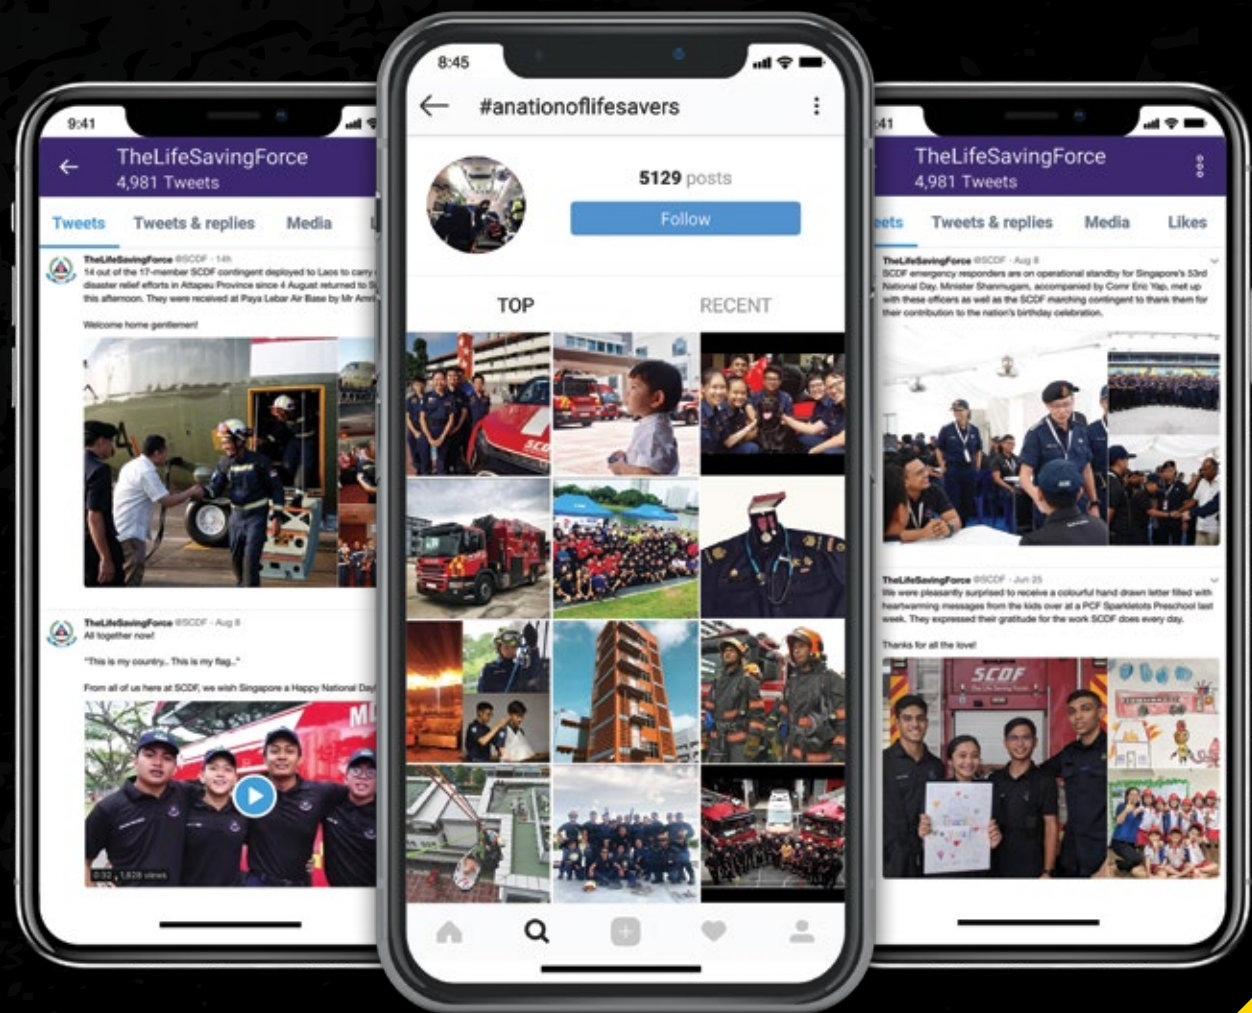 9:41
TheLifeSavingForce
4,981 Tweets
Tweets Tweets & replies Media
TheLifeSavingForce @SCDF · 14h
14 out of the 17-member SCDF contingent deployed to Laos to carry
disaster relief efforts in Attapeu Province since 4 August returned to
this afternoon. They were received at Paya Lebar Air Base by Mr
Welcome home gentlemen!
TheLifeSavingForce @SCDF · Aug 8
All together now!
"This is my country.. This is my flag.."
From all of us here at SCDF, we wish Singapore a Happy National Day!
0:32 1,828 views
8:45
#anationoflifesavers
5129 posts
Follow
TOP RECENT
SCDF
:41
TheLifeSavingForce
4,981 Tweets
Tweets & replies Media Likes
TheLifeSavingForce @SCDF · Aug 8
SCDF emergency responders are on operational standby for Singapore's 53rd
National Day. Minister Shanmugam, accompanied by Comr Eric Yap, met up
with these officers as well as the SCDF marching contingent to thank them for
their contribution to the nation's birthday celebration.
TheLifeSavingForce @SCDF · Jun 25
We were pleasantly surprised to receive a colourful hand drawn letter filled with
heartwarming messages from the kids over at a PCF Sparkletots Preschool last
week. They expressed their gratitude for the work SCDF does every day.
Thanks for all the love!
SCDF
The Life Saving Force
Thank
you!